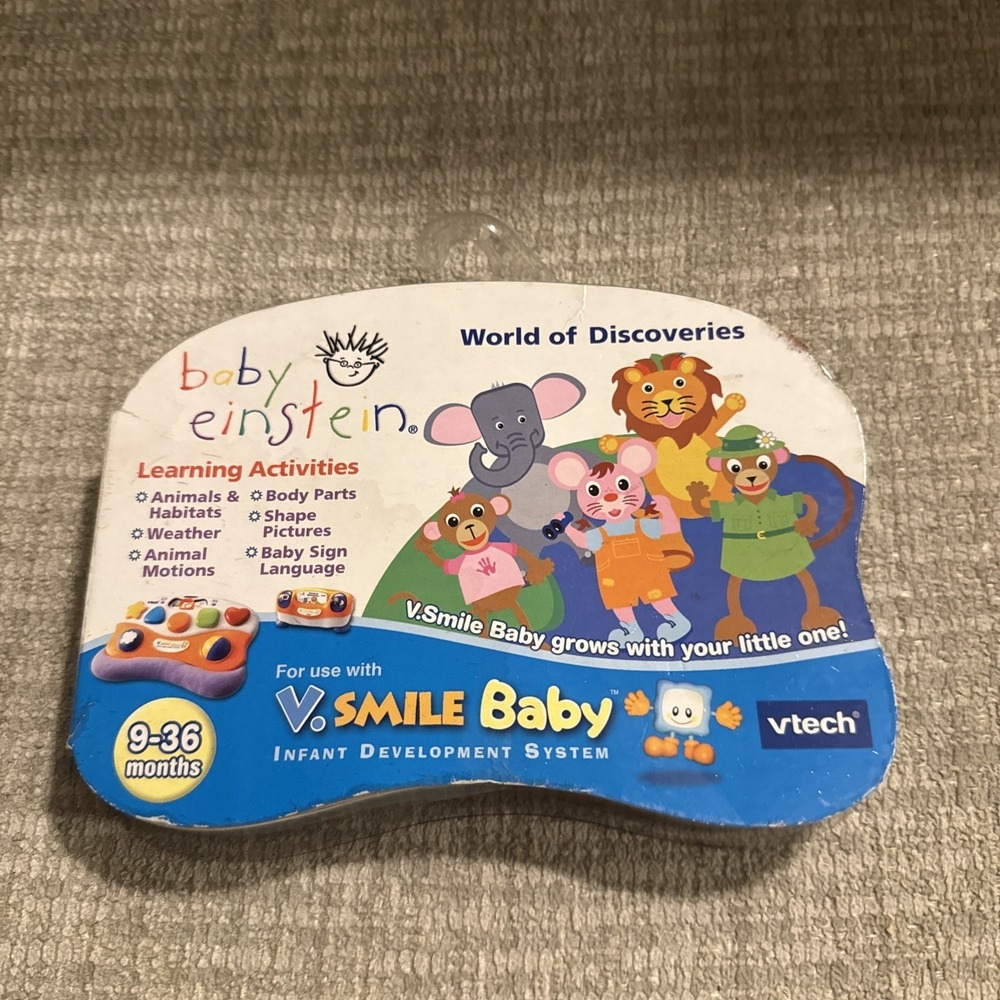 World of Discoveries
baby
einstein®
Learning Activities
Animals &
Habitats
Weather
Animal
Motions
Body Parts
Shape
Pictures
Baby Sign
Language
V.Smile Baby grows with your little one!
For use with
V.SMILE Baby™
INFANT DEVELOPMENT SYSTEM
vtech®
9-36
months